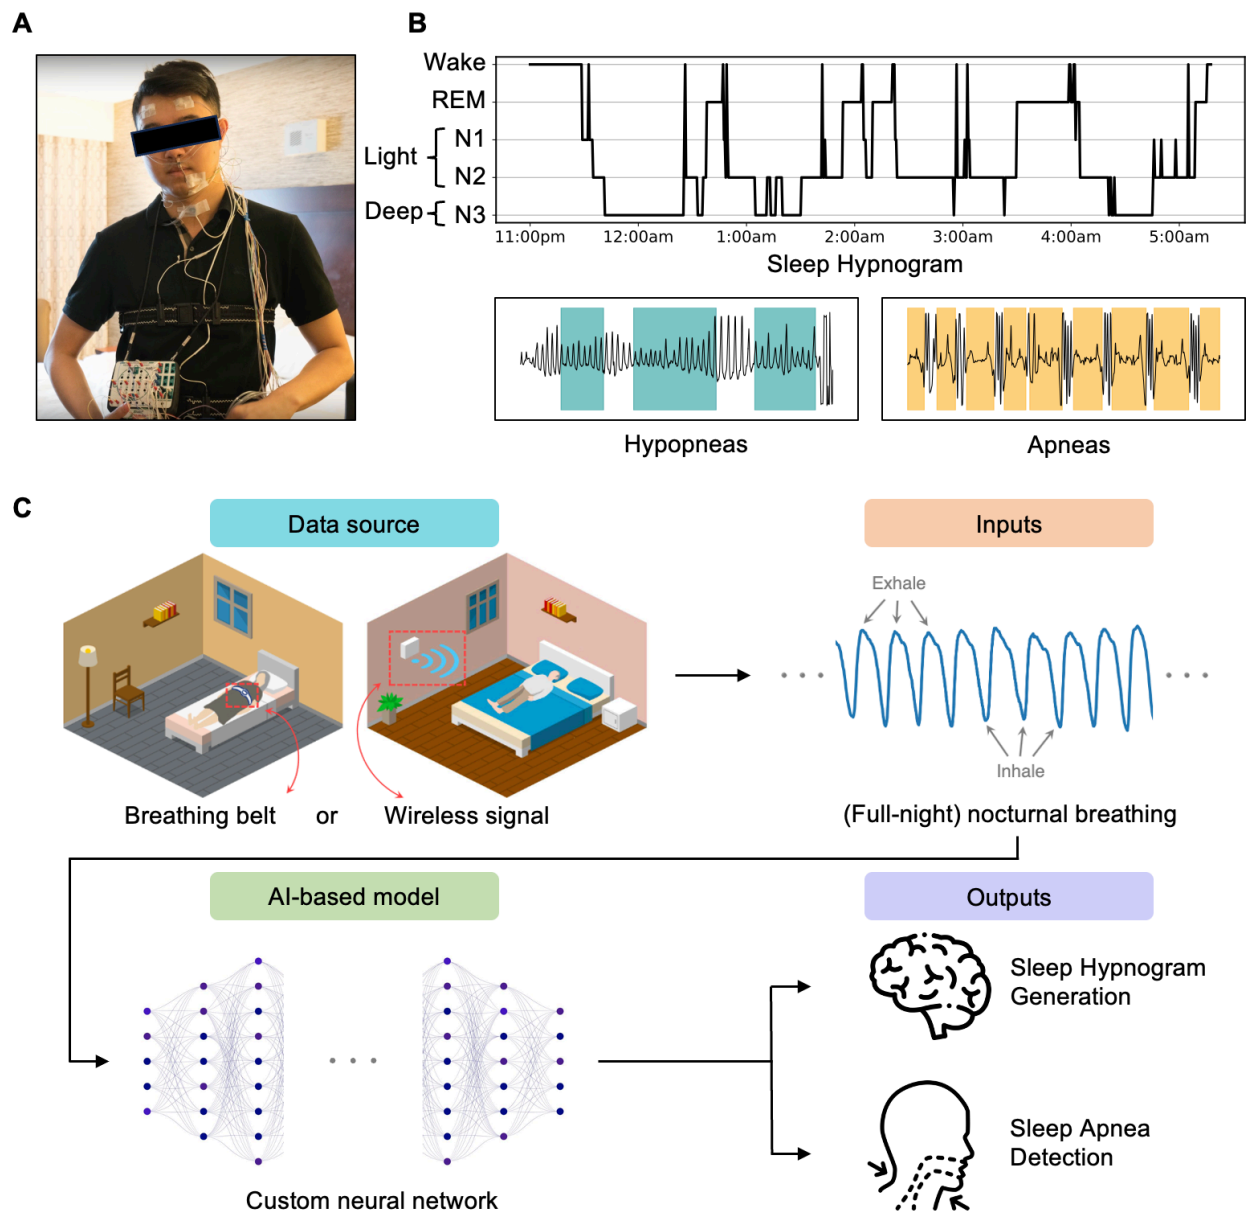 A
B
Wake
REM
N1
Light
N2
Deep
N3
11:00pm 12:00am 1:00am 2:00am 3:00am 4:00am 5:00am
Sleep Hypnogram
Hypopneas
Apneas
C
Data source
Inputs
Exhale
Inhale
Breathing belt or Wireless signal
(Full-night) nocturnal breathing
AI-based model
Outputs
Sleep Hypnogram
Generation
Sleep Apnea
Detection
Custom neural network